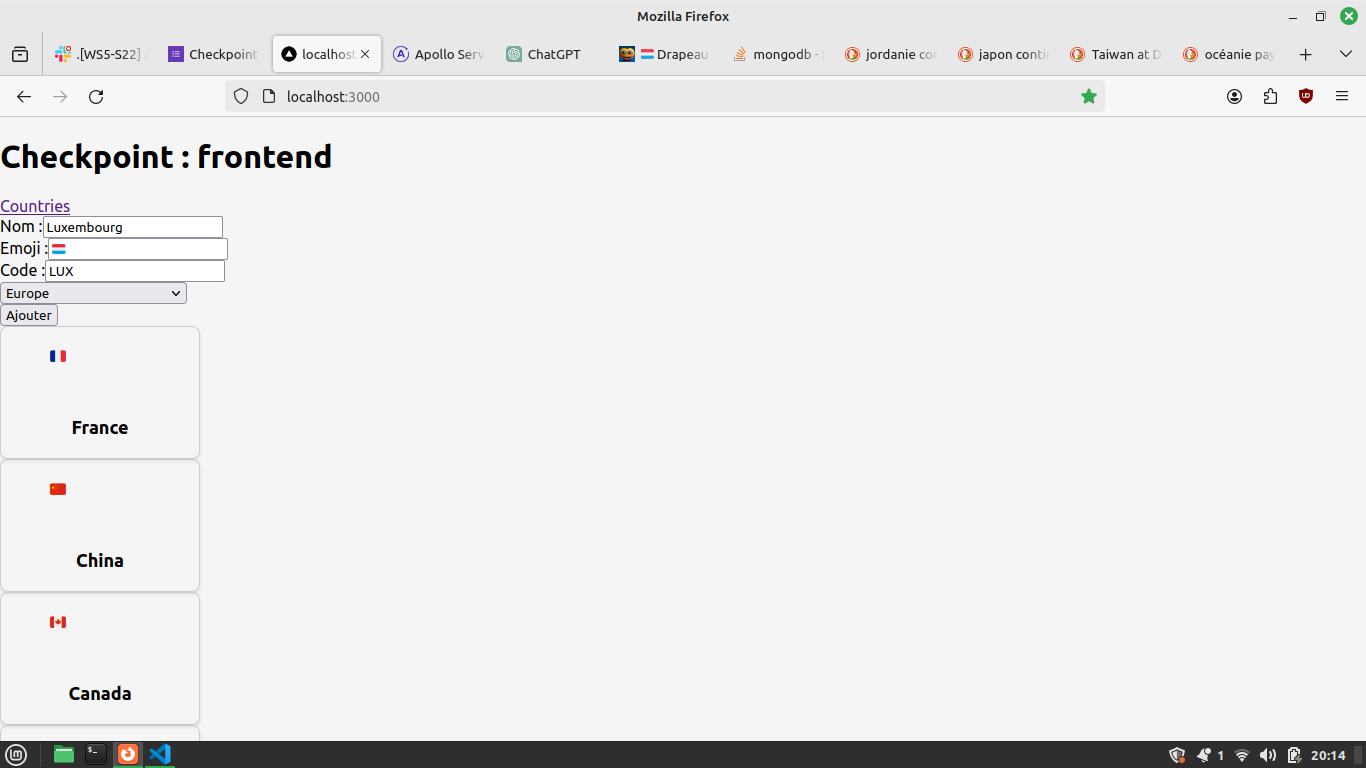 Mozilla Firefox
.[WS5-S22] Checkpoint localhost: Apollo Serv ChatGPT Drapeau mongodb - jordanie con japon conti Taiwan at D océanie pay
localhost:3000
Checkpoint : frontend
Countries
Nom : Luxembourg
Emoji : 🇱🇺
Code : LUX
Europe
Ajouter
🇫🇷
France
🇨🇳
China
🇨🇦
Canada
1 20:14